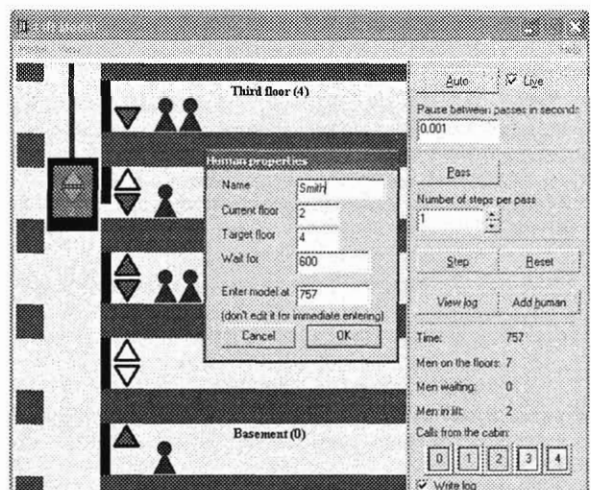 Lift Model
Help
Third floor (4)
Basement (0)
Human properties
Name Smith
Current floor 2
Target floor 4
Wait for 600
Enter model at 757
(don't edit it for immediate entering)
Cancel OK
Auto Live
Pause between passes in seconds
0.001
Pass
Number of steps per pass
1
Step Reset
View log Add human
Time: 757
Men on the floors: 7
Men waiting: 0
Men in lift: 2
Calls from the cabin:
0 1 2 3 4
Write log